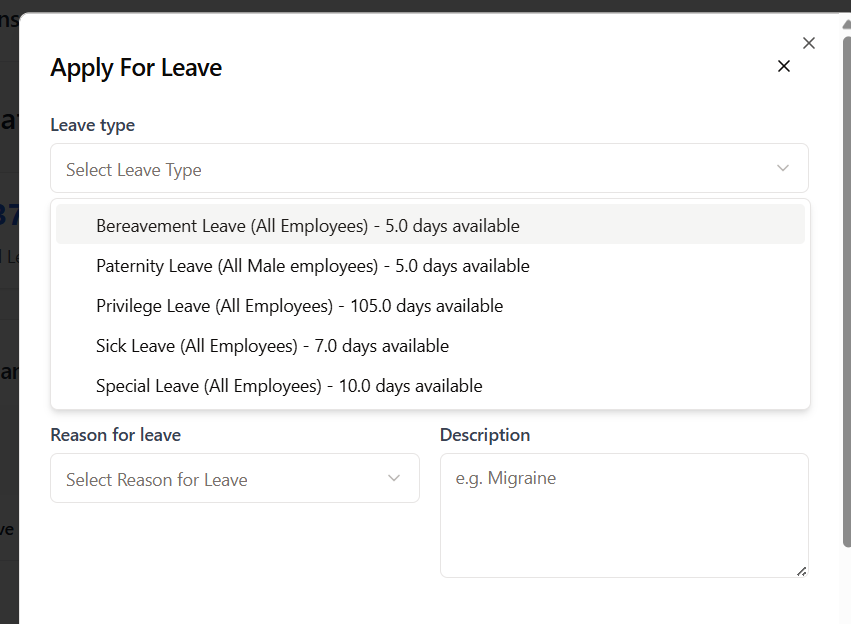 Apply For Leave
Leave type
Select Leave Type
Bereavement Leave (All Employees) - 5.0 days available
Paternity Leave (All Male employees) - 5.0 days available
Privilege Leave (All Employees) - 105.0 days available
Sick Leave (All Employees) - 7.0 days available
Special Leave (All Employees) - 10.0 days available
Reason for leave
Description
Select Reason for Leave
e.g. Migraine